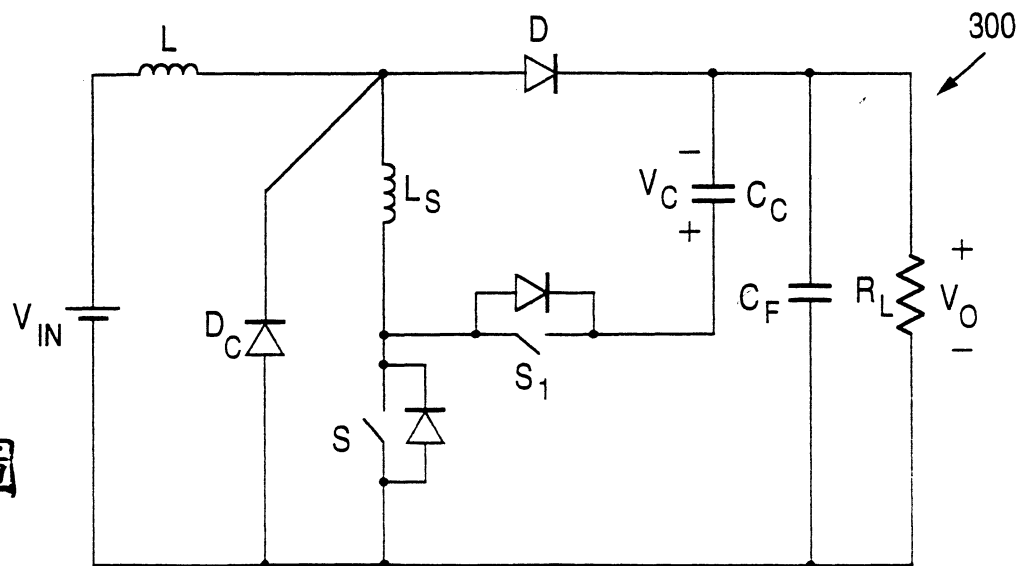 300
L
D
L_S
V_C
-
+
C_C
V_IN
D_C
S_1
S
C_F
R_L
+
V_O
-